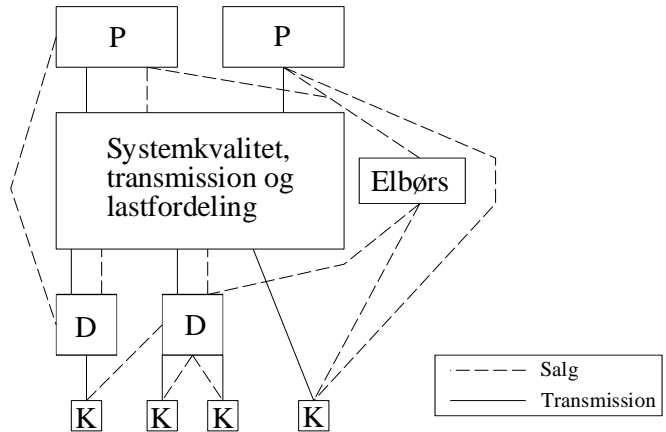 P
P
Systemkvalitet,
transmission og
lastfordeling
Elbørs
D
D
K
K
K
K
Salg
Transmission